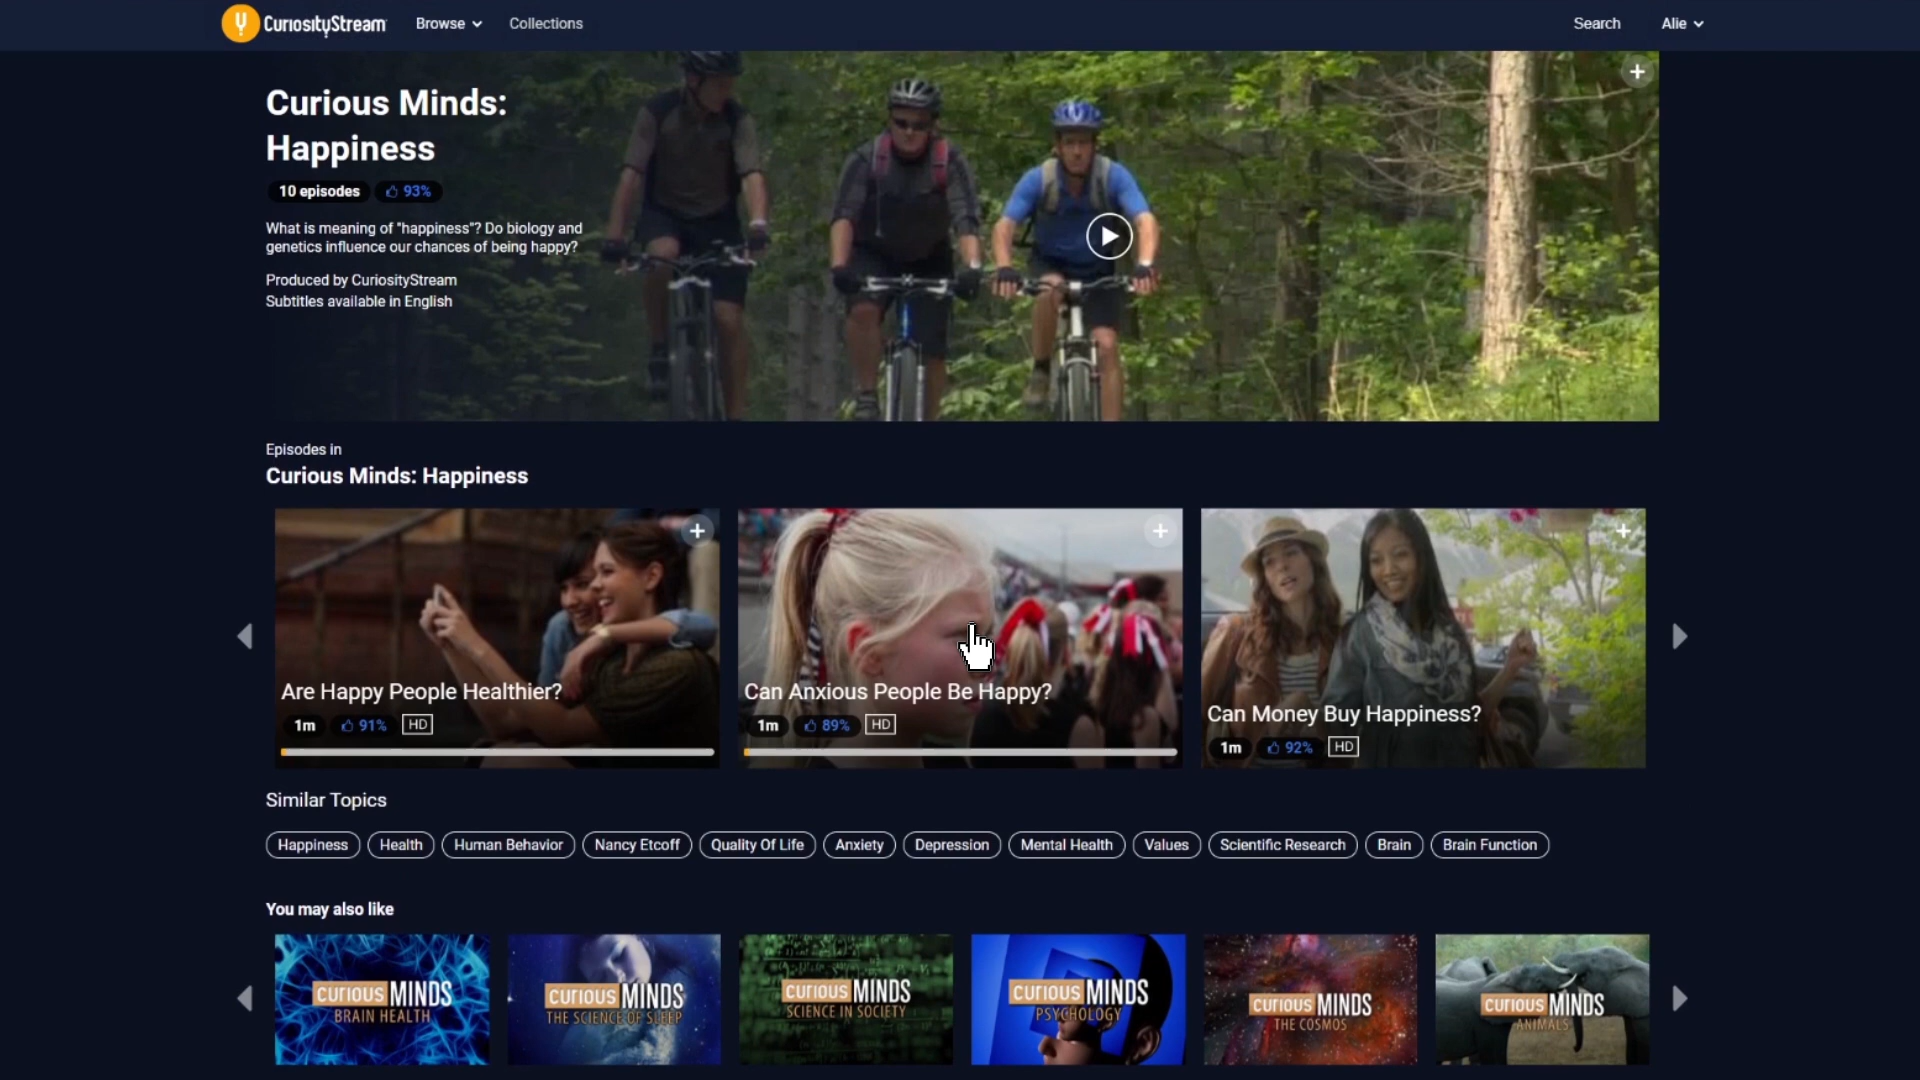 CuriosityStream
Browse
Collections
Search
Alie
Curious Minds:
Happiness
10 episodes
93%
What is meaning of "happiness"? Do biology and
genetics influence our chances of being happy?
Produced by CuriosityStream
Subtitles available in English
Episodes in
Curious Minds: Happiness
Are Happy People Healthier?
1m
91%
HD
Can Anxious People Be Happy?
1m
89%
HD
Can Money Buy Happiness?
1m
92%
HD
Similar Topics
Happiness
Health
Human Behavior
Nancy Etcoff
Quality Of Life
Anxiety
Depression
Mental Health
Values
Scientific Research
Brain
Brain Function
You may also like
CURIOUS MINDS
BRAIN HEALTH
CURIOUS MINDS
THE SCIENCE OF SLEEP
CURIOUS MINDS
SCIENCE IN SOCIETY
CURIOUS MINDS
PSYCHOLOGY
CURIOUS MINDS
THE COSMOS
CURIOUS MINDS
ANIMALS